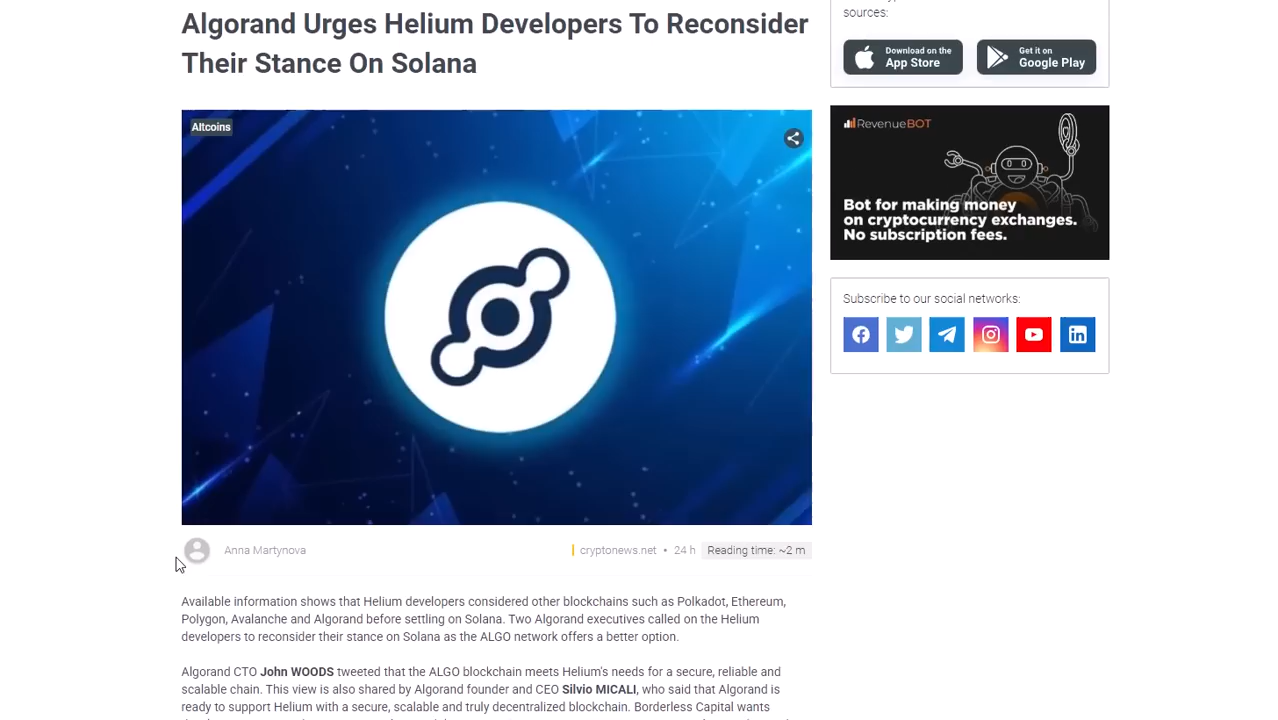 Algorand Urges Helium Developers To Reconsider
Their Stance On Solana
Altcoins
Anna Martynova
cryptonews.net • 24 h Reading time: ~2 m
Available information shows that Helium developers considered other blockchains such as Polkadot, Ethereum,
Polygon, Avalanche and Algorand before settling on Solana. Two Algorand executives called on the Helium
developers to reconsider their stance on Solana as the ALGO network offers a better option.
Algorand CTO John WOODS tweeted that the ALGO blockchain meets Helium's needs for a secure, reliable and
scalable chain. This view is also shared by Algorand founder and CEO Silvio MICALI, who said that Algorand is
ready to support Helium with a secure, scalable and truly decentralized blockchain. Borderless Capital wants
sources:
Download on the
App Store
Get it on
Google Play
RevenueBOT
Bot for making money
on cryptocurrency exchanges.
No subscription fees.
Subscribe to our social networks: